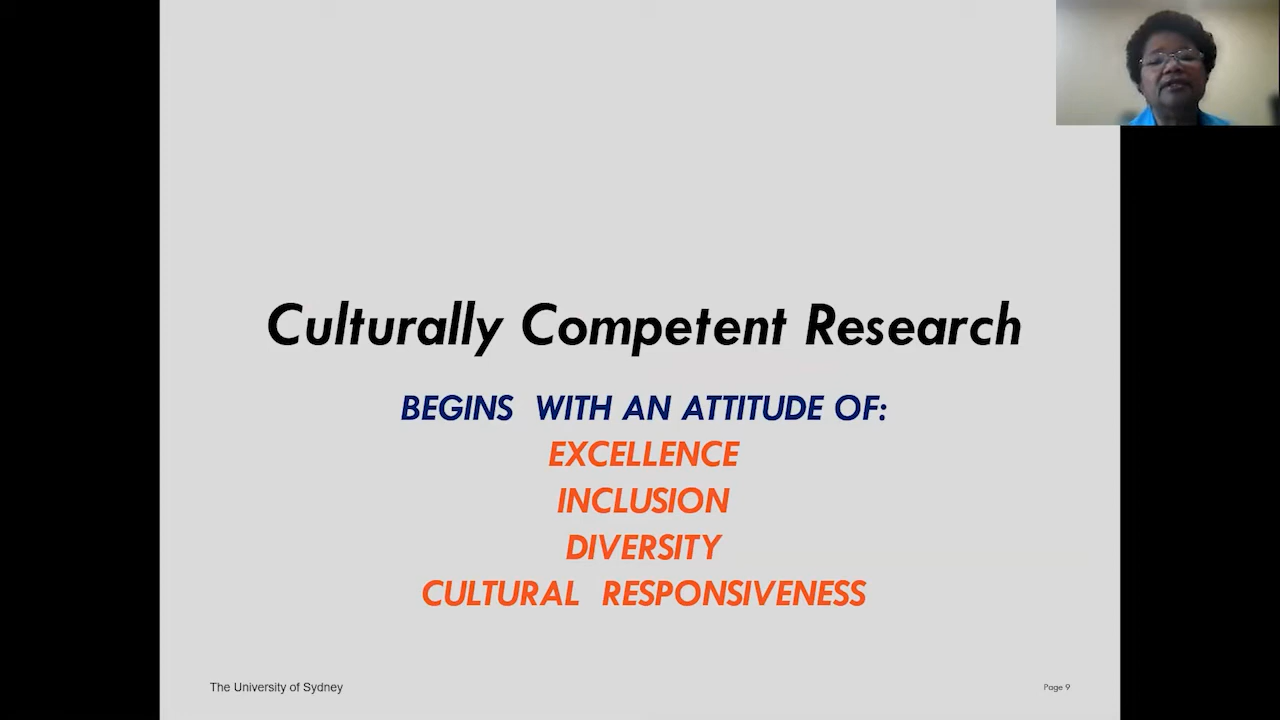 Culturally Competent Research
BEGINS WITH AN ATTITUDE OF:
EXCELLENCE
INCLUSION
DIVERSITY
CULTURAL RESPONSIVENESS
The University of Sydney
Page 9